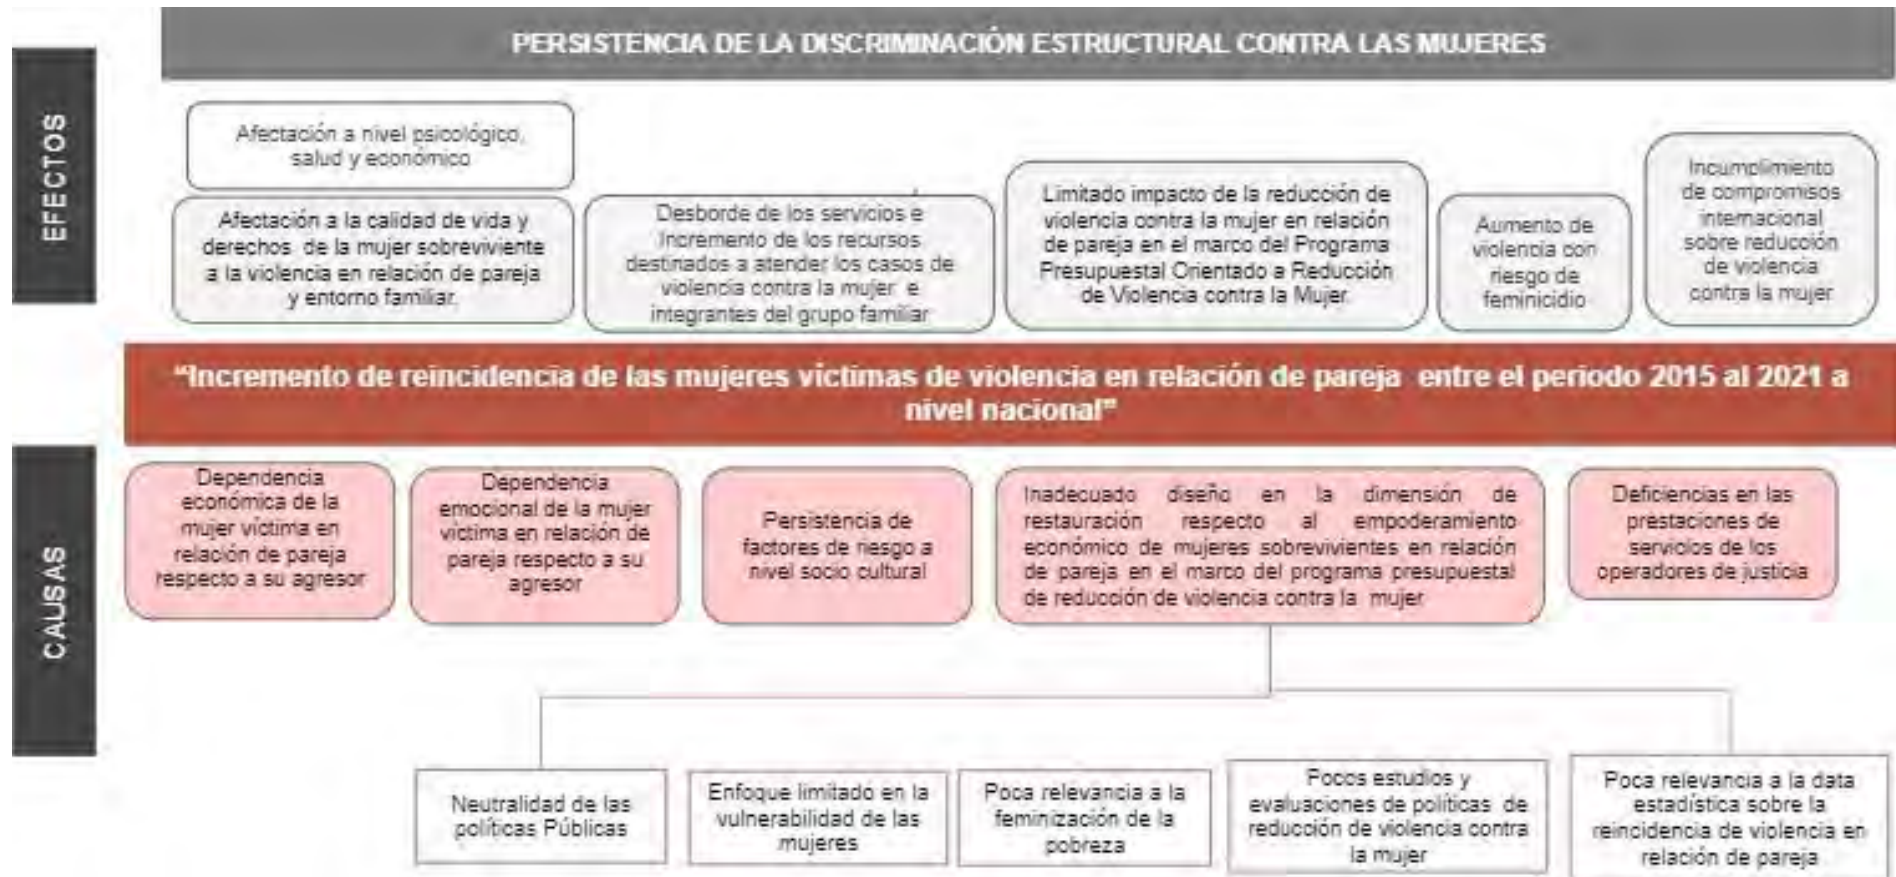 PERSISTENCIA DE LA DISCRIMINACIÓN ESTRUCTURAL CONTRA LAS MUJERES
EFECTOS
Afectación a nivel psicológico,
salud y económico
Afectación a la calidad de vida y
derechos de la mujer sobreviviente
a la violencia en relación de pareja
y entorno familiar.
Desborde de los servicios e
Incremento de los recursos
destinados a atender los casos de
violencia contra la mujer e
integrantes del grupo familiar
Limitado impacto de la reducción de
violencia contra la mujer en relación
de pareja en el marco del Programa
Presupuestal Orientado a Reducción
de Violencia contra la Mujer.
Aumento de
violencia con
riesgo de
feminicidio
Incumplimiento
de compromisos
internacional
sobre reducción
de violencia
contra la mujer
“Incremento de reincidencia de las mujeres víctimas de violencia en relación de pareja entre el periodo 2015 al 2021 a
nivel nacional”
CAUSAS
Dependencia
económica de la
mujer víctima en
relación de pareja
respecto a su agresor
Dependencia
emocional de la mujer
víctima en relación de
pareja respecto a su
agresor
Persistencia de
factores de riesgo a
nivel socio cultural
Inadecuado diseño en la dimensión de
restauración respecto al empoderamiento
económico de mujeres sobrevivientes en relación
de pareja en el marco del programa presupuestal
de reducción de violencia contra la mujer
Deficiencias en las
prestaciones de
servicios de los
operadores de justicia
Neutralidad de las
políticas Públicas
Enfoque limitado en la
vulnerabilidad de las
mujeres
Poca relevancia a la
feminización de la
pobreza
Pocos estudios y
evaluaciones de políticas de
reducción de violencia contra
la mujer
Poca relevancia a la data
estadística sobre la
reincidencia de violencia en
relación de pareja